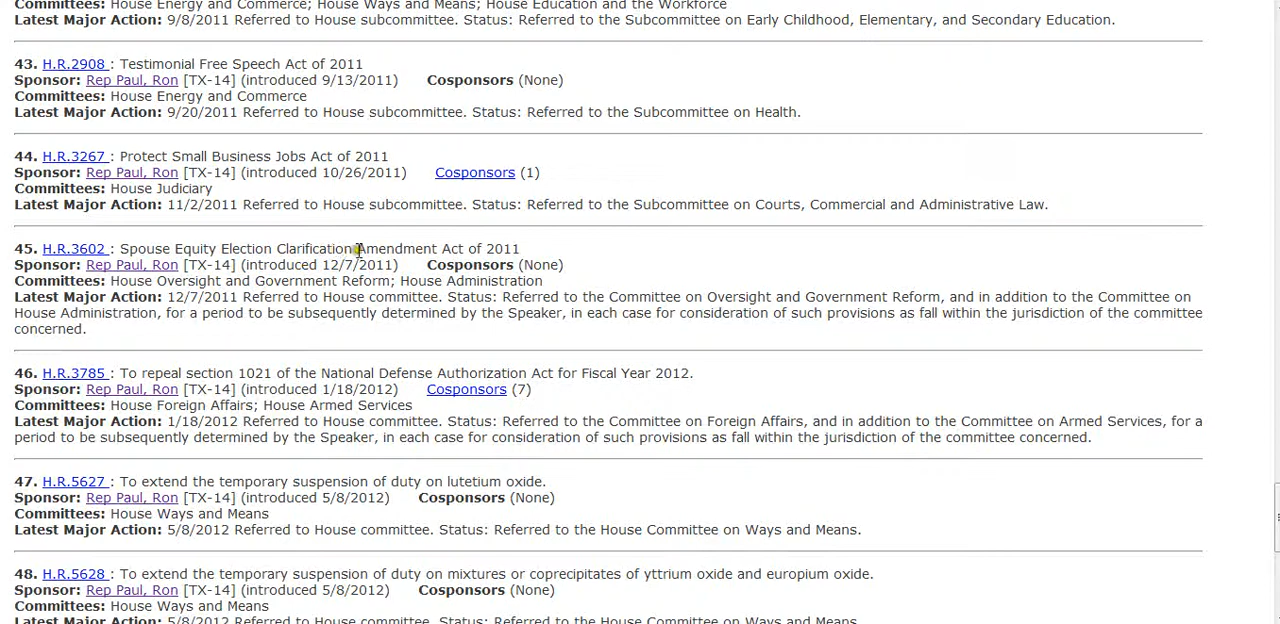 Committees: House Energy and Commerce; House Ways and Means; House Education and the Workforce
Latest Major Action: 9/8/2011 Referred to House subcommittee. Status: Referred to the Subcommittee on Early Childhood, Elementary, and Secondary Education.
43. H.R.2908 : Testimonial Free Speech Act of 2011
Sponsor: Rep Paul, Ron [TX-14] (introduced 9/13/2011) Cosponsors (None)
Committees: House Energy and Commerce
Latest Major Action: 9/20/2011 Referred to House subcommittee. Status: Referred to the Subcommittee on Health.
44. H.R.3267 : Protect Small Business Jobs Act of 2011
Sponsor: Rep Paul, Ron [TX-14] (introduced 10/26/2011) Cosponsors (1)
Committees: House Judiciary
Latest Major Action: 11/2/2011 Referred to House subcommittee. Status: Referred to the Subcommittee on Courts, Commercial and Administrative Law.
45. H.R.3602 : Spouse Equity Election Clarification Amendment Act of 2011
Sponsor: Rep Paul, Ron [TX-14] (introduced 12/7/2011) Cosponsors (None)
Committees: House Oversight and Government Reform; House Administration
Latest Major Action: 12/7/2011 Referred to House committee. Status: Referred to the Committee on Oversight and Government Reform, and in addition to the Committee on
House Administration, for a period to be subsequently determined by the Speaker, in each case for consideration of such provisions as fall within the jurisdiction of the committee
concerned.
46. H.R.3785 : To repeal section 1021 of the National Defense Authorization Act for Fiscal Year 2012.
Sponsor: Rep Paul, Ron [TX-14] (introduced 1/18/2012) Cosponsors (7)
Committees: House Foreign Affairs; House Armed Services
Latest Major Action: 1/18/2012 Referred to House committee. Status: Referred to the Committee on Foreign Affairs, and in addition to the Committee on Armed Services, for a
period to be subsequently determined by the Speaker, in each case for consideration of such provisions as fall within the jurisdiction of the committee concerned.
47. H.R.5627 : To extend the temporary suspension of duty on lutetium oxide.
Sponsor: Rep Paul, Ron [TX-14] (introduced 5/8/2012) Cosponsors (None)
Committees: House Ways and Means
Latest Major Action: 5/8/2012 Referred to House committee. Status: Referred to the House Committee on Ways and Means.
48. H.R.5628 : To extend the temporary suspension of duty on mixtures or coprecipitates of yttrium oxide and europium oxide.
Sponsor: Rep Paul, Ron [TX-14] (introduced 5/8/2012) Cosponsors (None)
Committees: House Ways and Means
Latest Major Action: 5/8/2012 Referred to House committee. Status: Referred to the House Committee on Ways and Means.